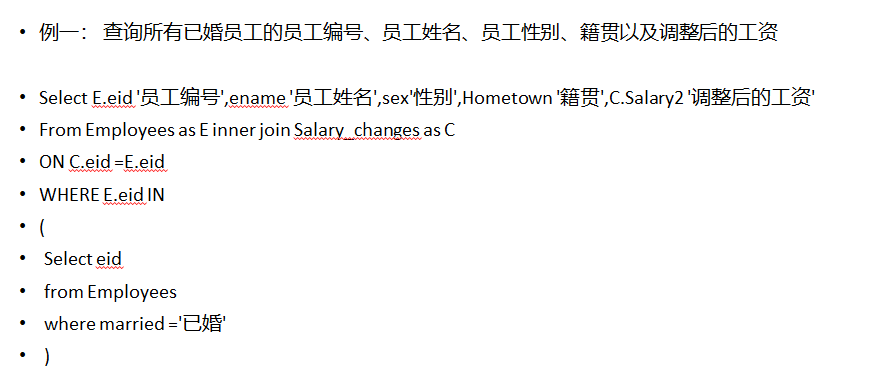 • 例一： 查询所有已婚员工的员工编号、员工姓名、员工性别、籍贯以及调整后的工资
• Select E.eid '员工编号',ename '员工姓名',sex'性别',Hometown '籍贯',C.Salary2 '调整后的工资'
• From Employees as E inner join Salary_changes as C
• ON C.eid =E.eid
• WHERE E.eid IN
• (
• Select eid
• from Employees
• where married ='已婚'
• )